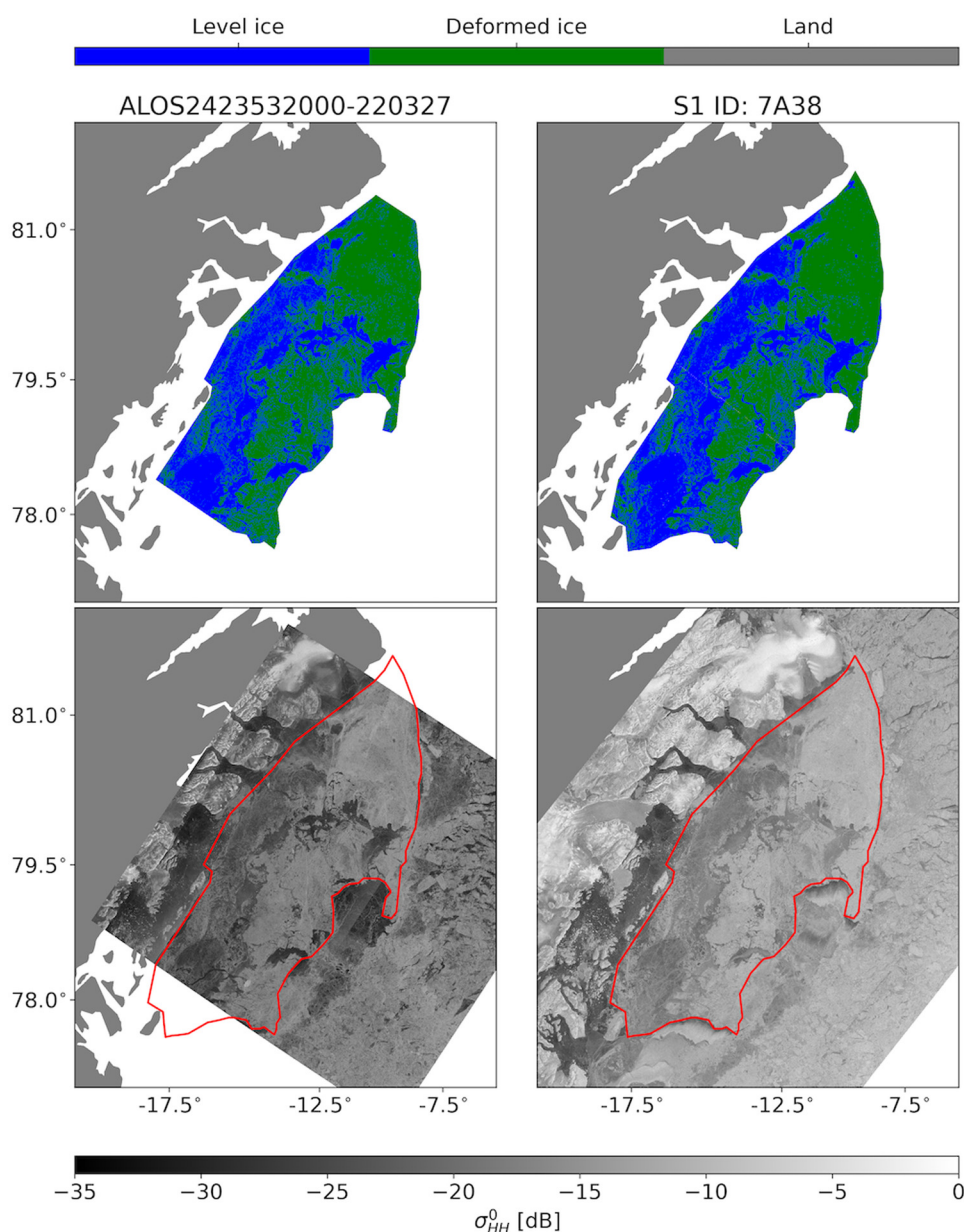 Level ice Deformed ice Land
ALOS2423532000-220327 S1 ID: 7A38
81.0°
79.5°
78.0°
81.0°
79.5°
78.0°
-17.5° -12.5° -7.5° -17.5° -12.5° -7.5°
−35 −30 −25 −20 −15 −10 −5 0
σ⁰HH [dB]